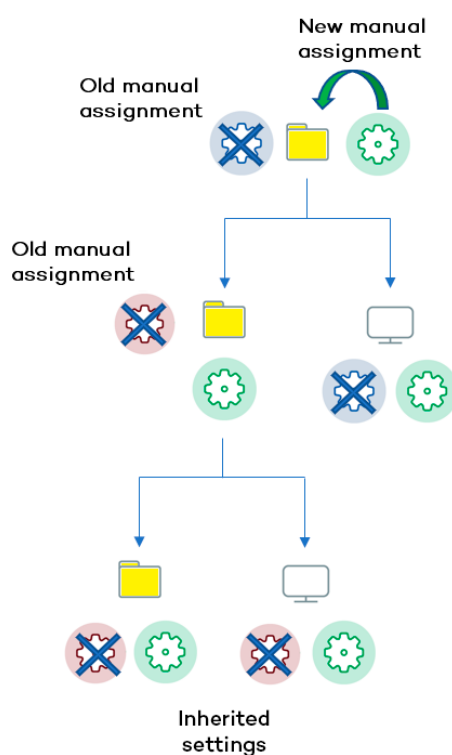 New manual
assignment
Old manual
assignment
Old manual
assignment
Inherited
settings